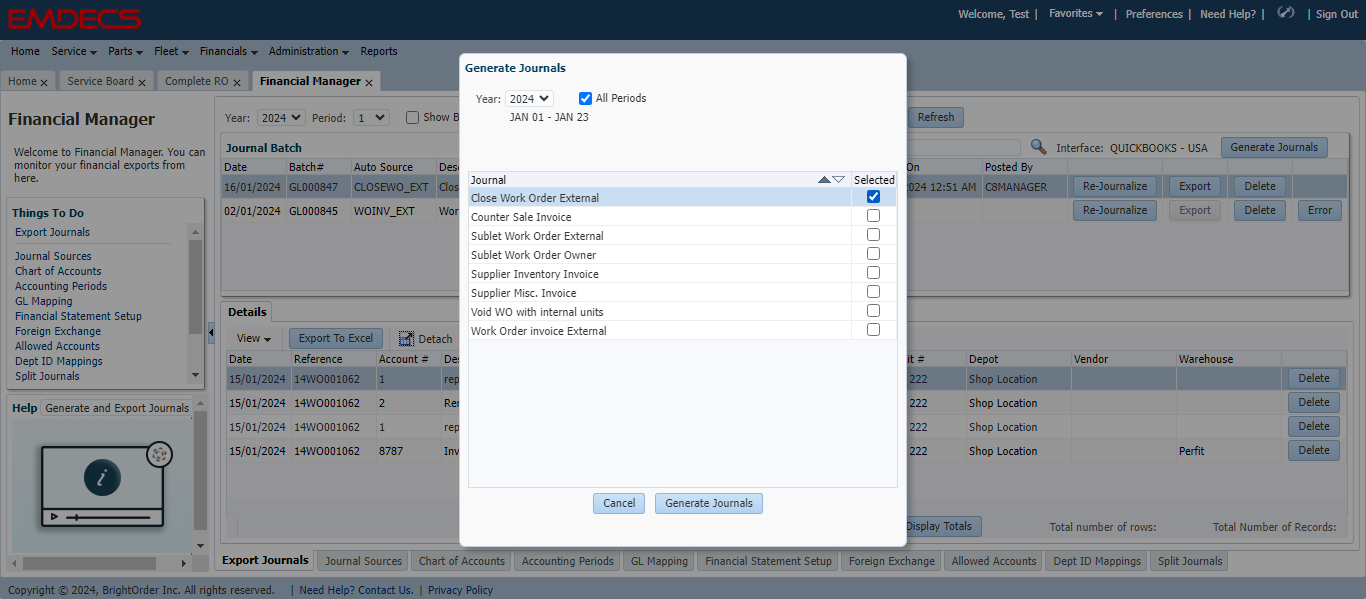 EMDECS
Welcome, Test | Favorites | Preferences | Need Help? | | Sign Out
Home Service Parts Fleet Financials Administration Reports
Home Service Board Complete RO Financial Manager
Financial Manager
Welcome to Financial Manager. You can
monitor your financial exports from
here.
Things To Do
Export Journals
Journal Sources
Chart of Accounts
Accounting Periods
GL Mapping
Financial Statement Setup
Foreign Exchange
Allowed Accounts
Dept ID Mappings
Split Journals
Help Generate and Export Journals
i
Year: 2024 Period: 1 Show B
Refresh
Journal Batch
Interface: QUICKBOOKS - USA Generate Journals
Date Batch# Auto Source Desc On Posted By
16/01/2024 GL000847 CLOSEWO_EXT Clos 2024 12:51 AM C8MANAGER Re-Journalize Export Delete
02/01/2024 GL000845 WOINV_EXT Wor Re-Journalize Export Delete Error
Details
View Export To Excel Detach
Date Reference Account # Des it # Depot Vendor Warehouse
15/01/2024 14WO001062 1 rep 222 Shop Location Delete
15/01/2024 14WO001062 2 Ren 222 Shop Location Delete
15/01/2024 14WO001062 1 rep 222 Shop Location Delete
15/01/2024 14WO001062 8787 Inv 222 Shop Location Perfit Delete
Display Totals Total number of rows: Total Number of Records:
Export Journals Journal Sources Chart of Accounts Accounting Periods GL Mapping Financial Statement Setup Foreign Exchange Allowed Accounts Dept ID Mappings Split Journals
Generate Journals
Year: 2024 All Periods
JAN 01 - JAN 23
Journal Selected
Close Work Order External
Counter Sale Invoice
Sublet Work Order External
Sublet Work Order Owner
Supplier Inventory Invoice
Supplier Misc. Invoice
Void WO with internal units
Work Order invoice External
Cancel Generate Journals
Copyright © 2024, BrightOrder Inc. All rights reserved. | Need Help? Contact Us. | Privacy Policy